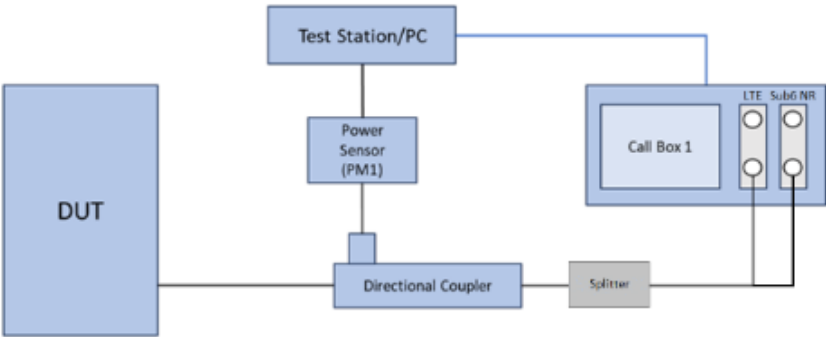 Test Station/PC
LTE Sub6 NR
Power
Sensor
(PM1)
Call Box 1
DUT
Directional Coupler
Splitter